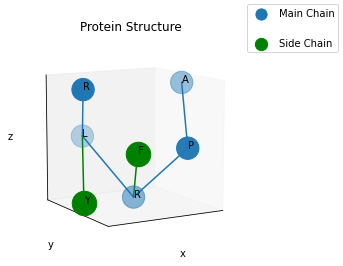 Protein Structure
Main Chain
Side Chain
R
A
L
F
P
R
Y
z
y
x